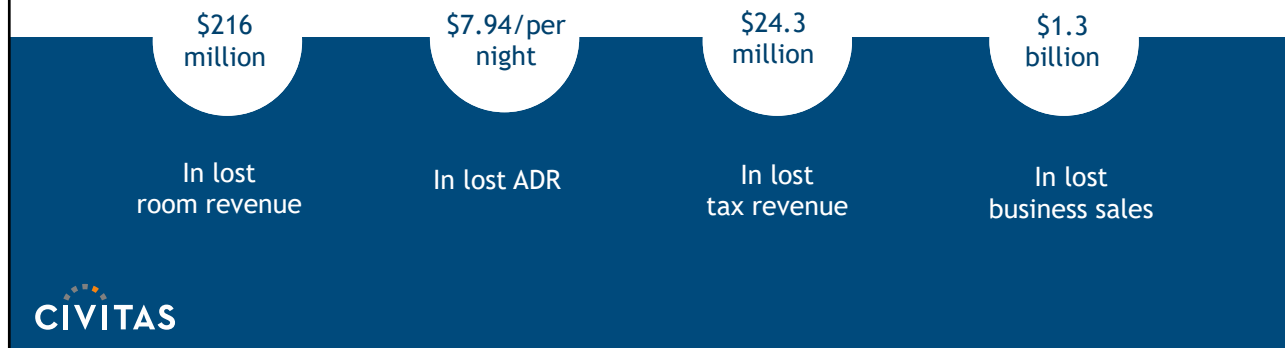 $216
million
$7.94/per
night
$24.3
million
$1.3
billion
In lost
room revenue
In lost ADR
In lost
tax revenue
In lost
business sales
CIVITAS